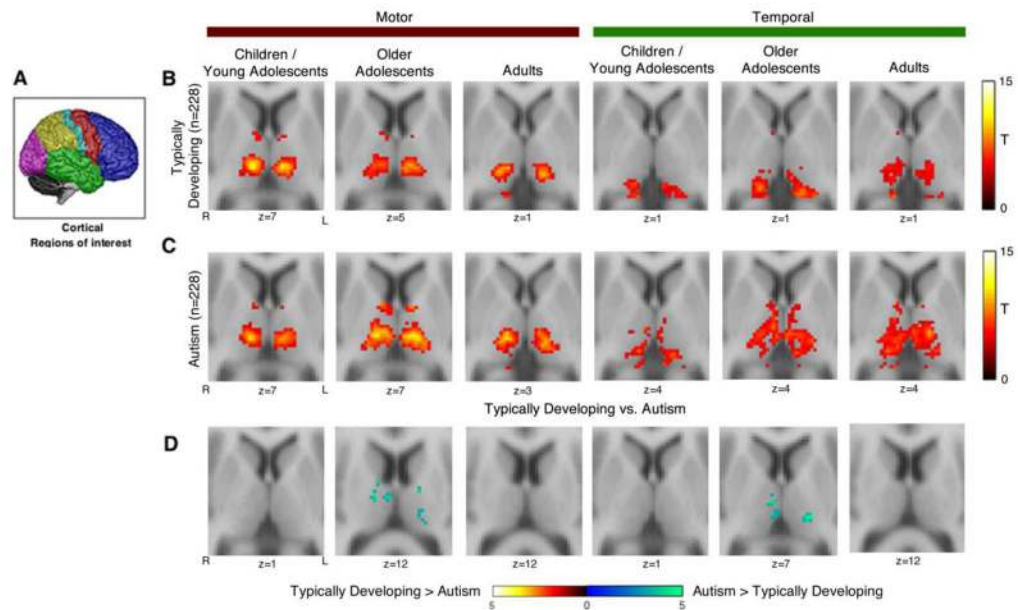 Motor
Temporal
Children /
Young Adolescents
Older
Adolescents
Adults
Children /
Young Adolescents
Older
Adolescents
Adults
A
Cortical
Regions of interest
B
Typically
Developing (n=228)
R
z=7
L
z=5
z=1
z=1
z=1
z=1
15
T
0
C
Autism (n=228)
R
z=7
L
z=7
z=3
z=4
z=4
z=4
15
T
0
Typically Developing vs. Autism
D
R
z=1
L
z=12
z=12
z=1
z=7
z=12
Typically Developing > Autism
Autism > Typically Developing
5
0
5